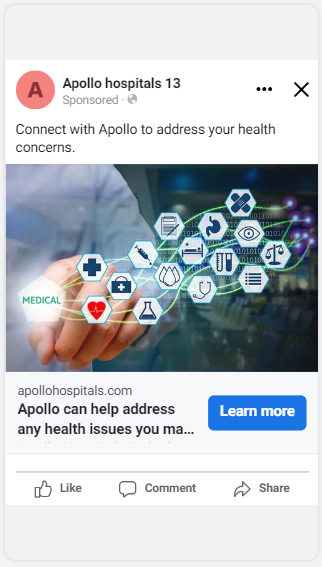 A
Apollo hospitals 13
Sponsored ·
Connect with Apollo to address your health
concerns.
MEDICAL
apollohospitals.com
Apollo can help address
any health issues you ma...
Learn more
Like
Comment
Share